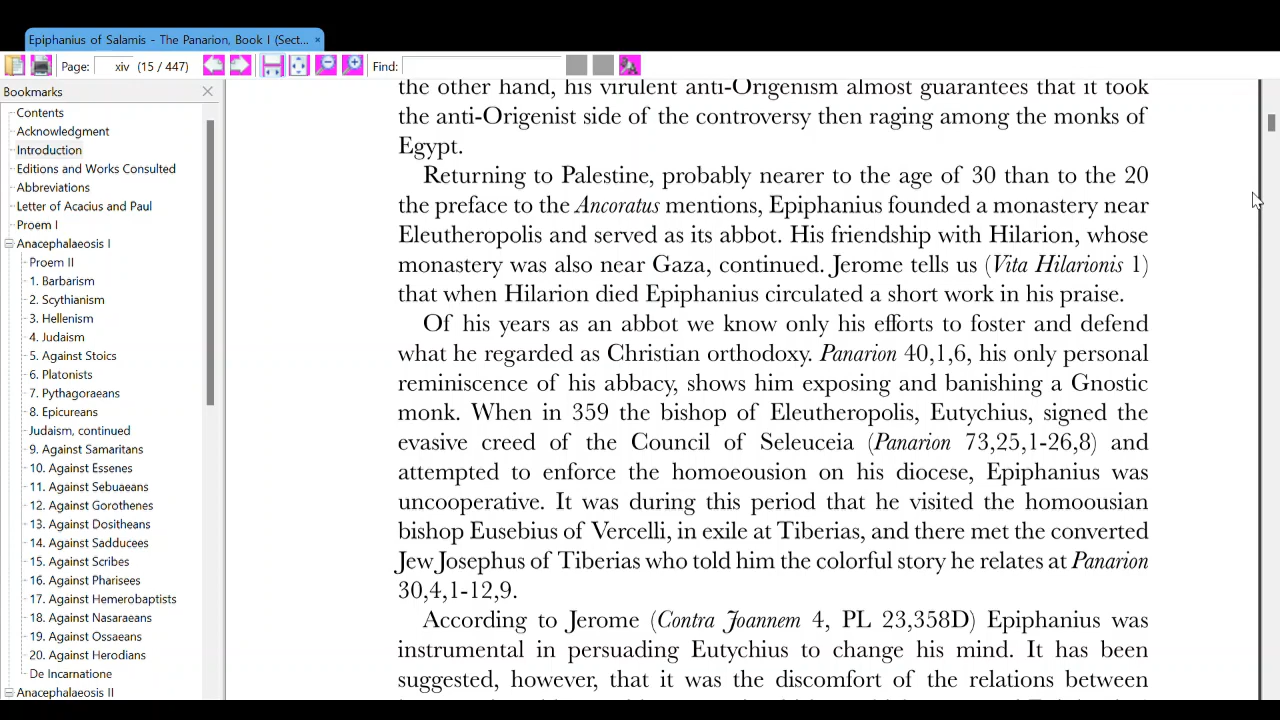 Epiphanius of Salamis - The Panarion, Book I (Sect... ×
Page: xiv (15 / 447) Find:
Bookmarks
Contents
Acknowledgment
Introduction
Editions and Works Consulted
Abbreviations
Letter of Acacius and Paul
Proem I
Anacephalaeosis I
Proem II
1. Barbarism
2. Scythianism
3. Hellenism
4. Judaism
5. Against Stoics
6. Platonists
7. Pythagoraeans
8. Epicureans
Judaism, continued
9. Against Samaritans
10. Against Essenes
11. Against Sebuaeans
12. Against Gorothenes
13. Against Dositheans
14. Against Sadducees
15. Against Scribes
16. Against Pharisees
17. Against Hemerobaptists
18. Against Nasaraeans
19. Against Ossaeans
20. Against Herodians
De Incarnatione
Anacephalaeosis II
the other hand, his virulent anti-Origenism almost guarantees that it took
the anti-Origenist side of the controversy then raging among the monks of
Egypt.
Returning to Palestine, probably nearer to the age of 30 than to the 20
the preface to the Ancoratus mentions, Epiphanius founded a monastery near
Eleutheropolis and served as its abbot. His friendship with Hilarion, whose
monastery was also near Gaza, continued. Jerome tells us (Vita Hilarionis 1)
that when Hilarion died Epiphanius circulated a short work in his praise.
Of his years as an abbot we know only his efforts to foster and defend
what he regarded as Christian orthodoxy. Panarion 40,1,6, his only personal
reminiscence of his abbacy, shows him exposing and banishing a Gnostic
monk. When in 359 the bishop of Eleutheropolis, Eutychius, signed the
evasive creed of the Council of Seleuceia (Panarion 73,25,1-26,8) and
attempted to enforce the homoeousion on his diocese, Epiphanius was
uncooperative. It was during this period that he visited the homoousian
bishop Eusebius of Vercelli, in exile at Tiberias, and there met the converted
Jew Josephus of Tiberias who told him the colorful story he relates at Panarion
30,4,1-12,9.
According to Jerome (Contra Joannem 4, PL 23,358D) Epiphanius was
instrumental in persuading Eutychius to change his mind. It has been
suggested, however, that it was the discomfort of the relations between